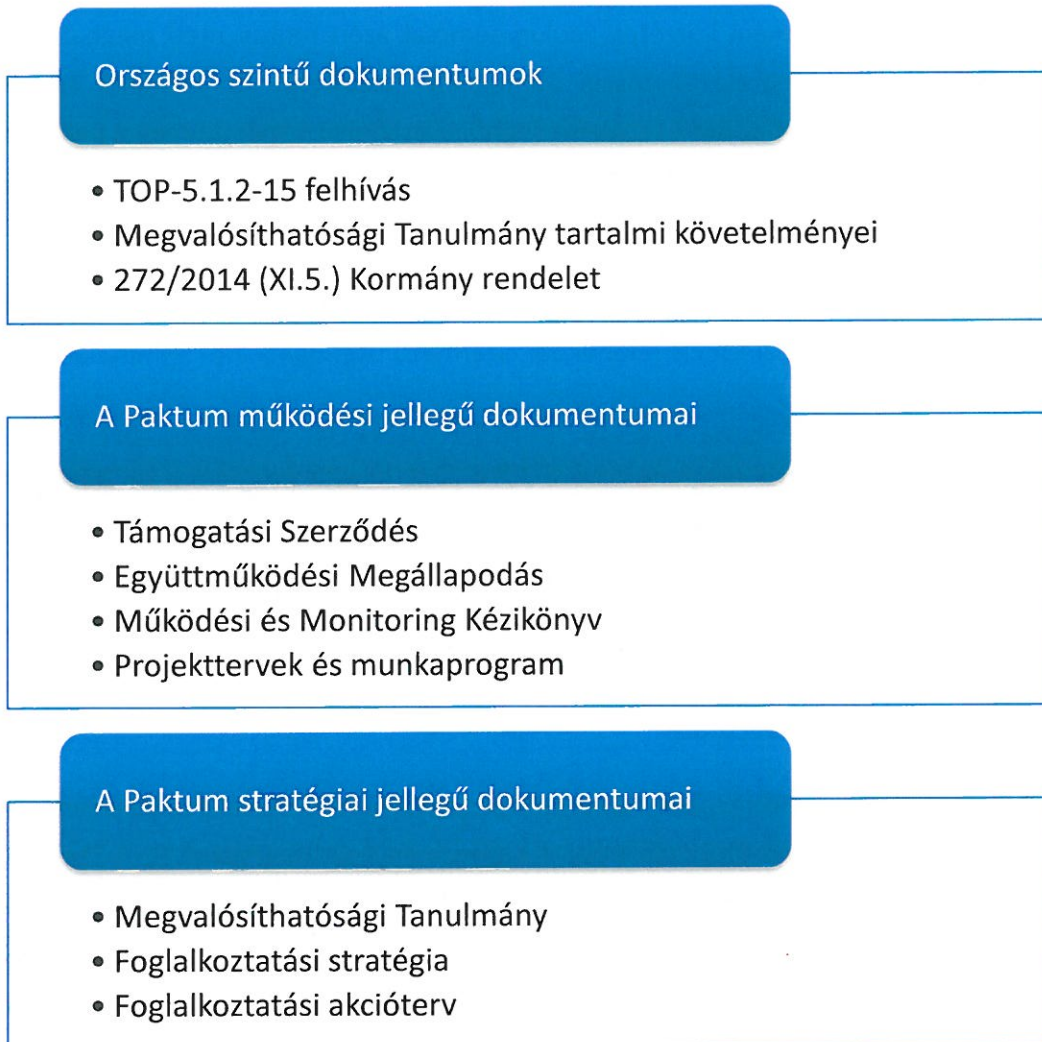 Országos szintű dokumentumok
• TOP-5.1.2-15 felhívás
• Megvalósíthatósági Tanulmány tartalmi követelményei
• 272/2014 (XI.5.) Kormány rendelet
A Paktum működési jellegű dokumentumai
• Támogatási Szerződés
• Együttműködési Megállapodás
• Működési és Monitoring Kézikönyv
• Projekttervek és munkaprogram
A Paktum stratégiai jellegű dokumentumai
• Megvalósíthatósági Tanulmány
• Foglalkoztatási stratégia
• Foglalkoztatási akcióterv